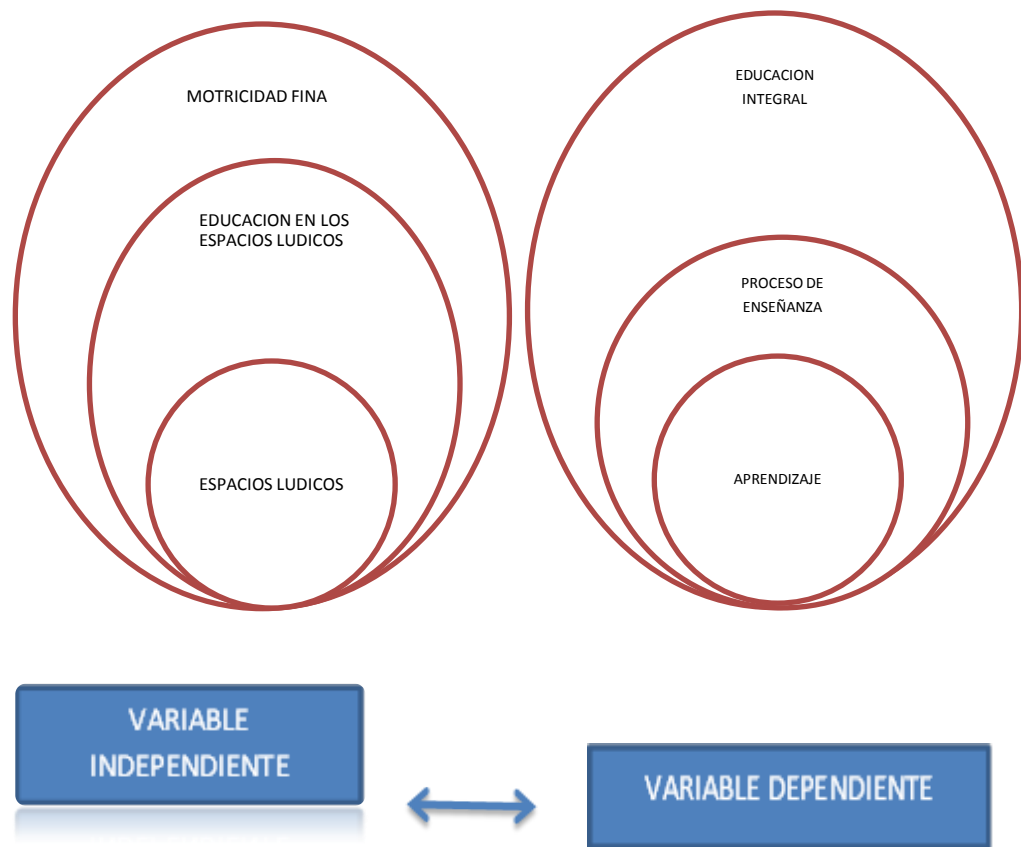 MOTRICIDAD FINA
EDUCACION EN LOS
ESPACIOS LUDICOS
ESPACIOS LUDICOS
EDUCACION
INTEGRAL
PROCESO DE
ENSEÑANZA
APRENDIZAJE
VARIABLE
INDEPENDIENTE
VARIABLE DEPENDIENTE